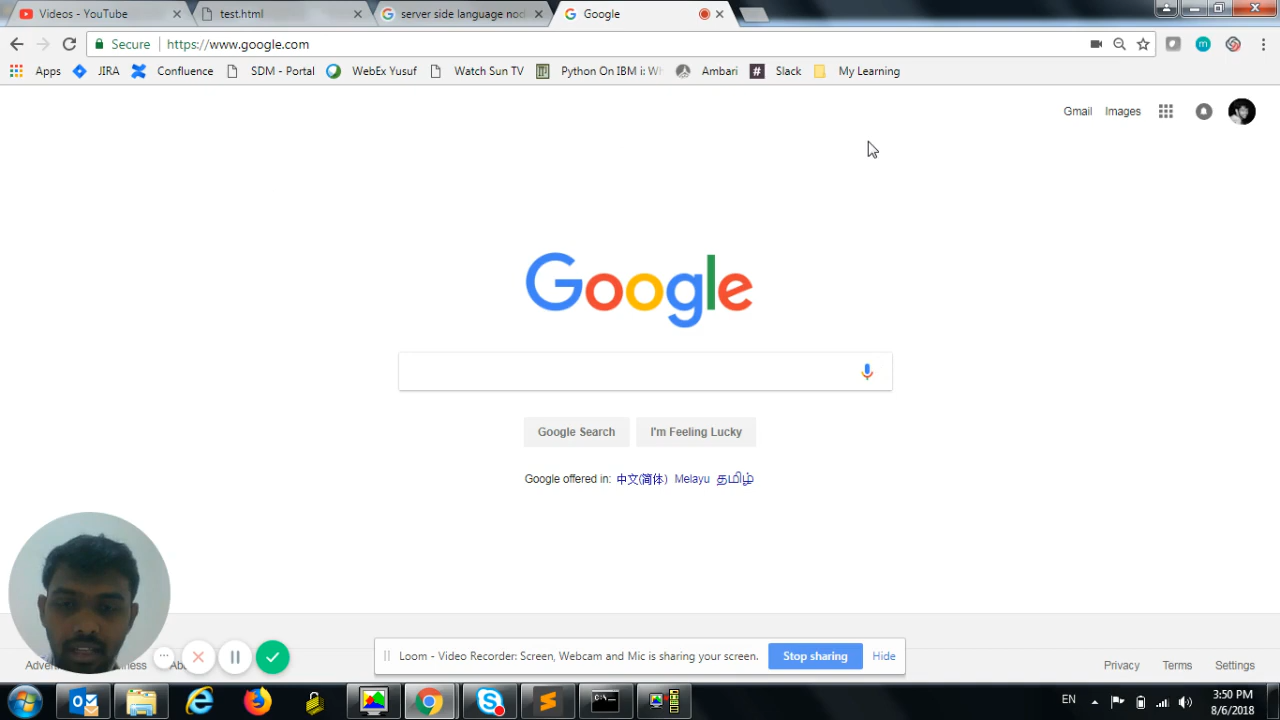 Videos - YouTube
test.html
server side language nod
Google
Secure
https://www.google.com
Apps
JIRA
Confluence
SDM - Portal
WebEx Yusuf
Watch Sun TV
Python On IBM i: Wh
Ambari
Slack
My Learning
Gmail
Images
Google
Google Search
I'm Feeling Lucky
Google offered in: 中文(简体) Melayu தமிழ்
Loom - Video Recorder: Screen, Webcam and Mic is sharing your screen.
Stop sharing
Hide
Privacy
Terms
Settings
EN
3:50 PM
8/6/2018